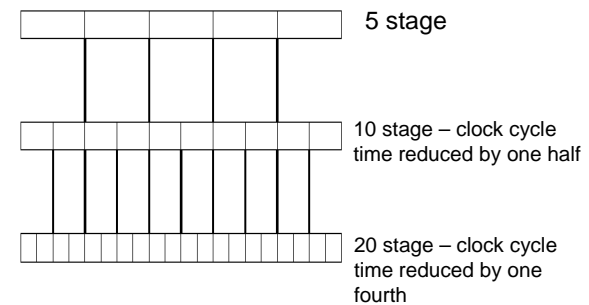 5 stage
10 stage – clock cycle
time reduced by one half
20 stage – clock cycle
time reduced by one
fourth